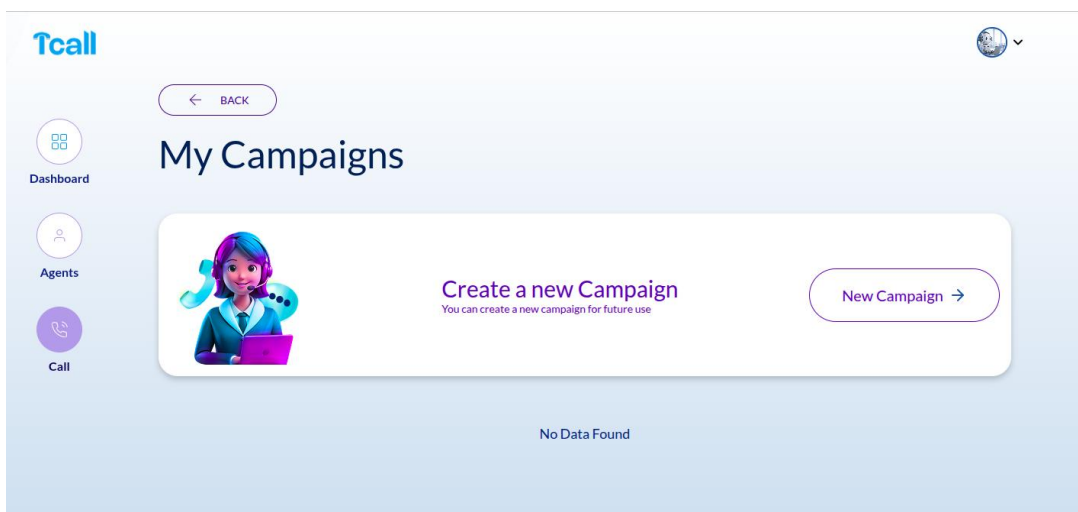 Tcall
BACK
My Campaigns
Dashboard
Agents
Call
Create a new Campaign
You can create a new campaign for future use
New Campaign
No Data Found